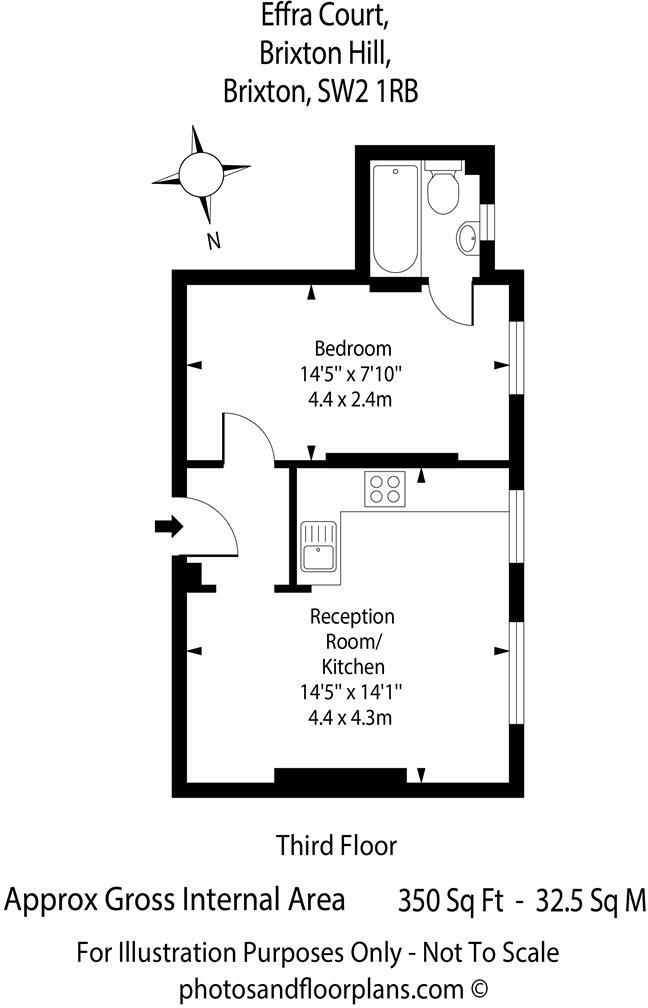 Effra Court,
Brixton Hill,
Brixton, SW2 1RB
N
Bedroom
14'5" x 7'10"
4.4 x 2.4m
Reception
Room/
Kitchen
14'5" x 14'1"
4.4 x 4.3m
Third Floor
Approx Gross Internal Area 350 Sq Ft - 32.5 Sq M
For Illustration Purposes Only - Not To Scale
photosandfloorplans.com ©